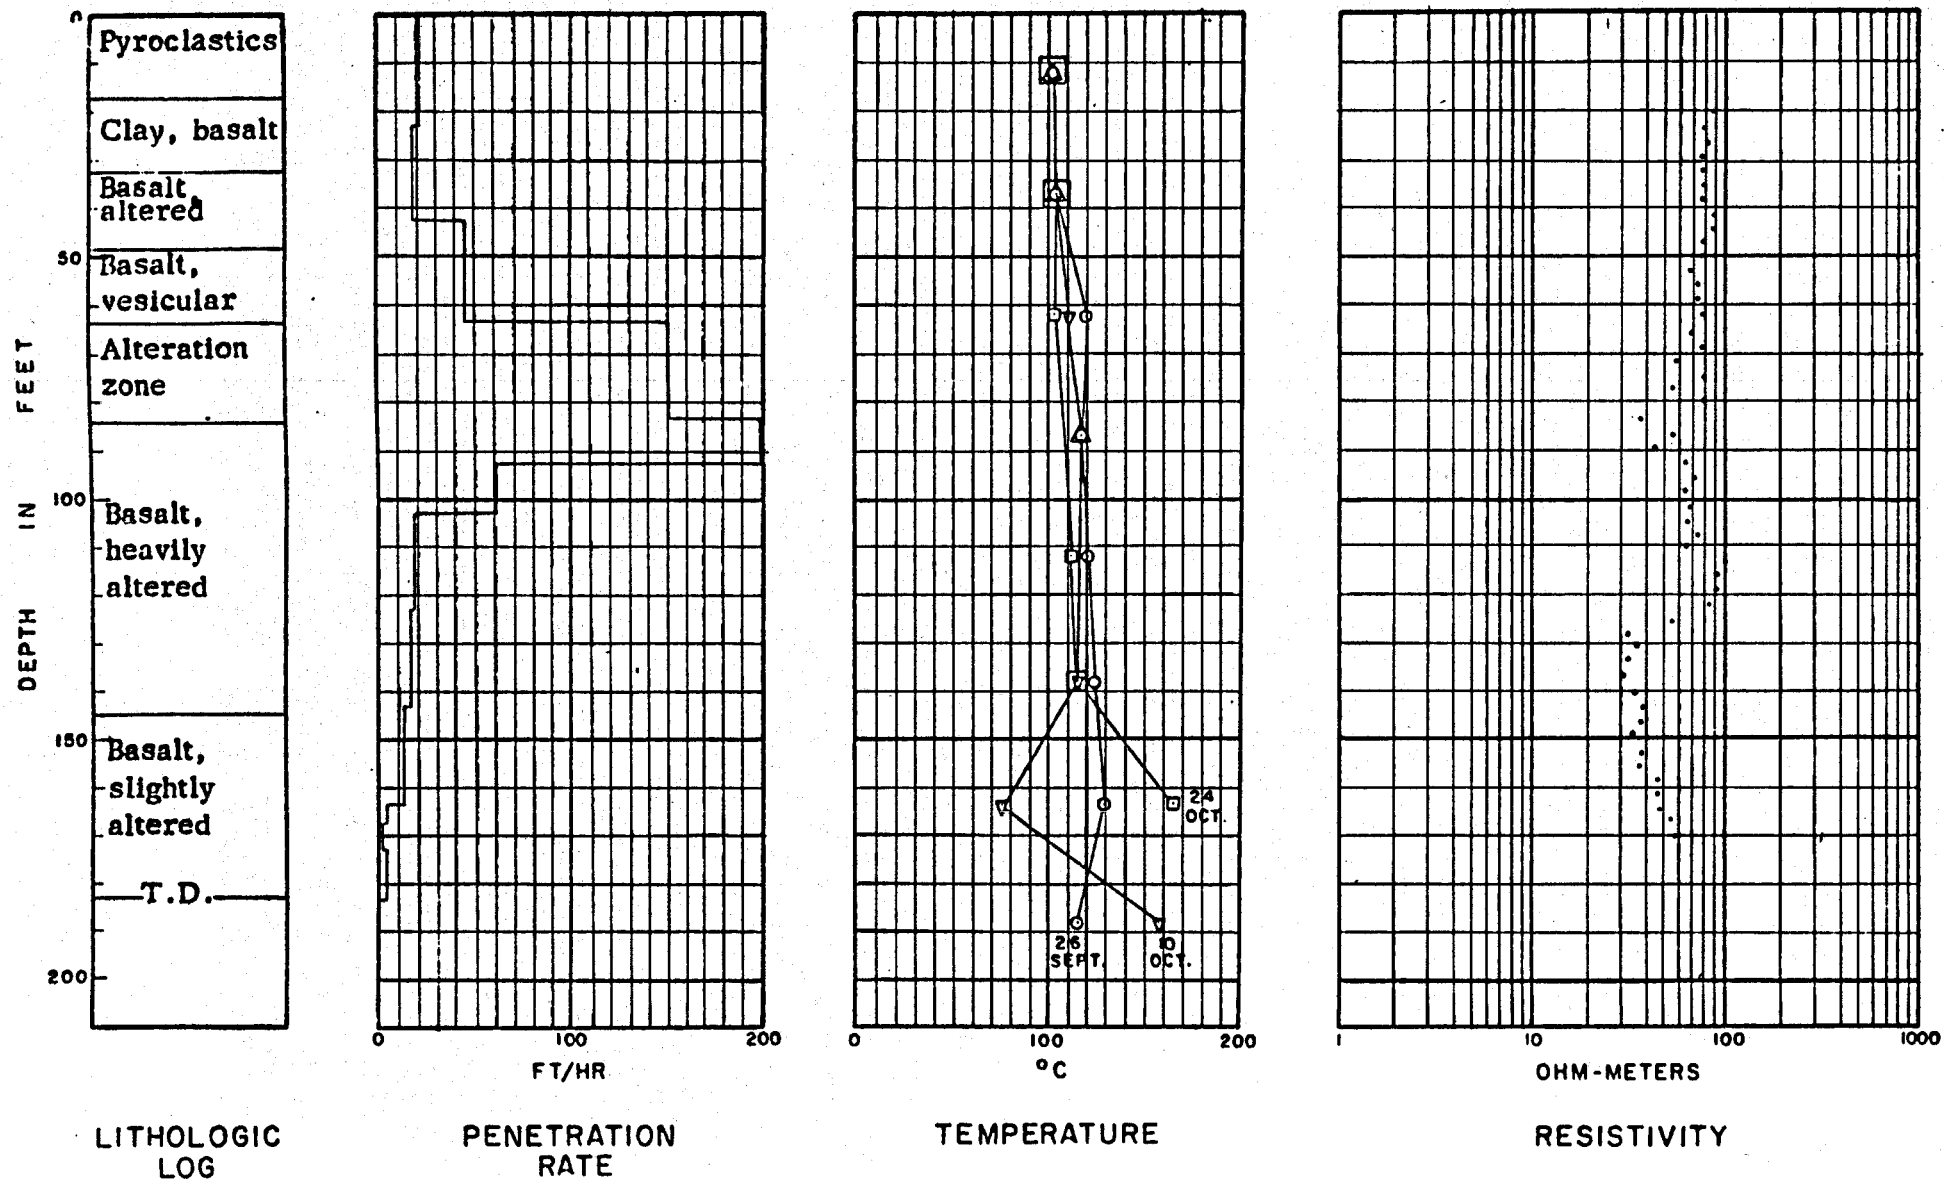 0
Pyroclastics
Clay, basalt
Basalt,
altered
50
Basalt,
vesicular
Alteration
zone
100
Basalt,
heavily
altered
150
Basalt,
slightly
altered
T.D.
200
DEPTH IN FEET
LITHOLOGIC
LOG
0 100 200
FT/HR
PENETRATION
RATE
24
OCT.
26
SEPT.
10
OCT.
0 100 200
°C
TEMPERATURE
1 10 100 1000
OHM-METERS
RESISTIVITY